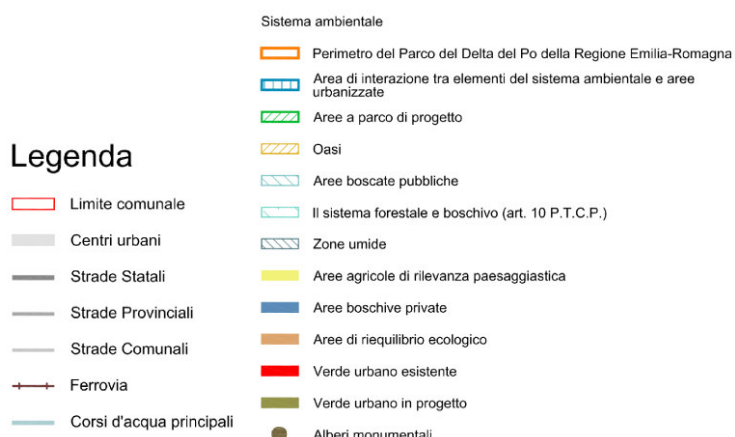 Legenda
Limite comunale
Centri urbani
Strade Statali
Strade Provinciali
Strade Comunali
Ferrovia
Corsi d'acqua principali
Sistema ambientale
Perimetro del Parco del Delta del Po della Regione Emilia-Romagna
Area di interazione tra elementi del sistema ambientale e aree
urbanizzate
Aree a parco di progetto
Oasi
Aree boscate pubbliche
Il sistema forestale e boschivo (art. 10 P.T.C.P.)
Zone umide
Aree agricole di rilevanza paesaggiastica
Aree boschive private
Aree di riequilibrio ecologico
Verde urbano esistente
Verde urbano in progetto
Alberi monumentali